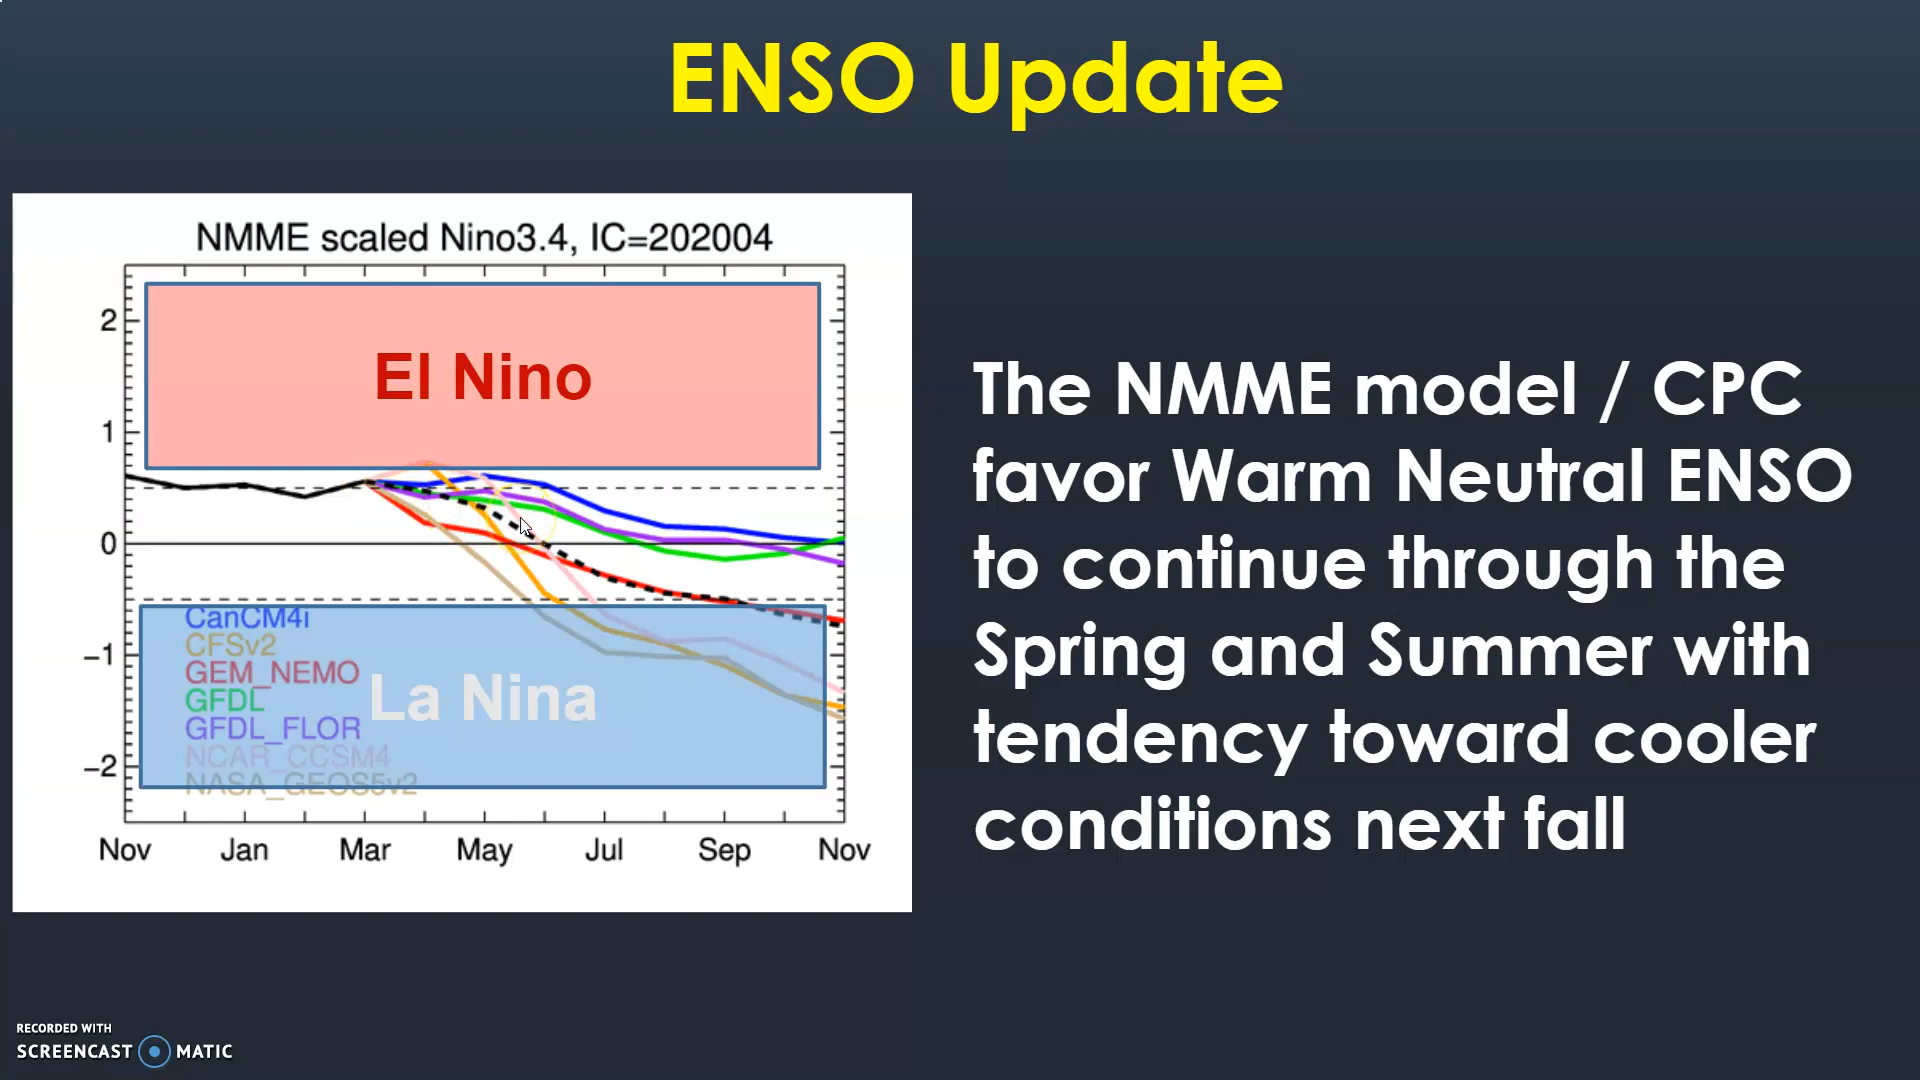 ENSO Update
NMME scaled Nino3.4, IC=202004
2
1
0
−1
−2
El Nino
La Nina
CanCM4i
CFSv2
GEM_NEMO
GFDL
GFDL_FLOR
NCAR_CCSM4
NASA_GEOS5v2
Nov Jan Mar May Jul Sep Nov
The NMME model / CPC
favor Warm Neutral ENSO
to continue through the
Spring and Summer with
tendency toward cooler
conditions next fall
RECORDED WITH
SCREENCAST MATIC